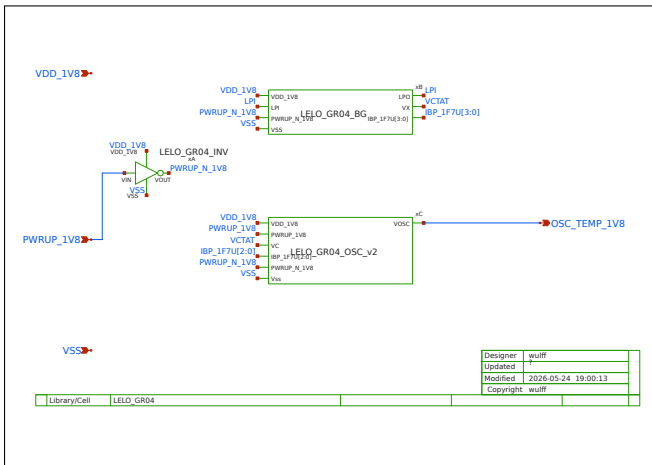 VDD_1V8
VDD_1V8
LPI
PWRUP_N_1V8
VSS
xB
VDD_1V8
LPI
PWRUP_N_1V8
VSS
LELO_GR04_BG
LPO
VX
IBP_1F7U[3:0]
LPI
VCTAT
IBP_1F7U[3:0]
VDD_1V8
VDD_1V8
LELO_GR04_INV
xA
PWRUP_N_1V8
VIN
VOUT
VSS
VSS
PWRUP_1V8
VDD_1V8
PWRUP_1V8
VCTAT
IBP_1F7U[2:0]
PWRUP_N_1V8
VSS
xC
VDD_1V8
PWRUP_1V8
VC
IBP_1F7U[2:0]
PWRUP_N_1V8
Vss
LELO_GR04_OSC_v2
VOSC
OSC_TEMP_1V8
VSS
Designer wulff
Updated ?
Modified 2026-05-24 19:00:13
Copyright wulff
Library/Cell LELO_GR04